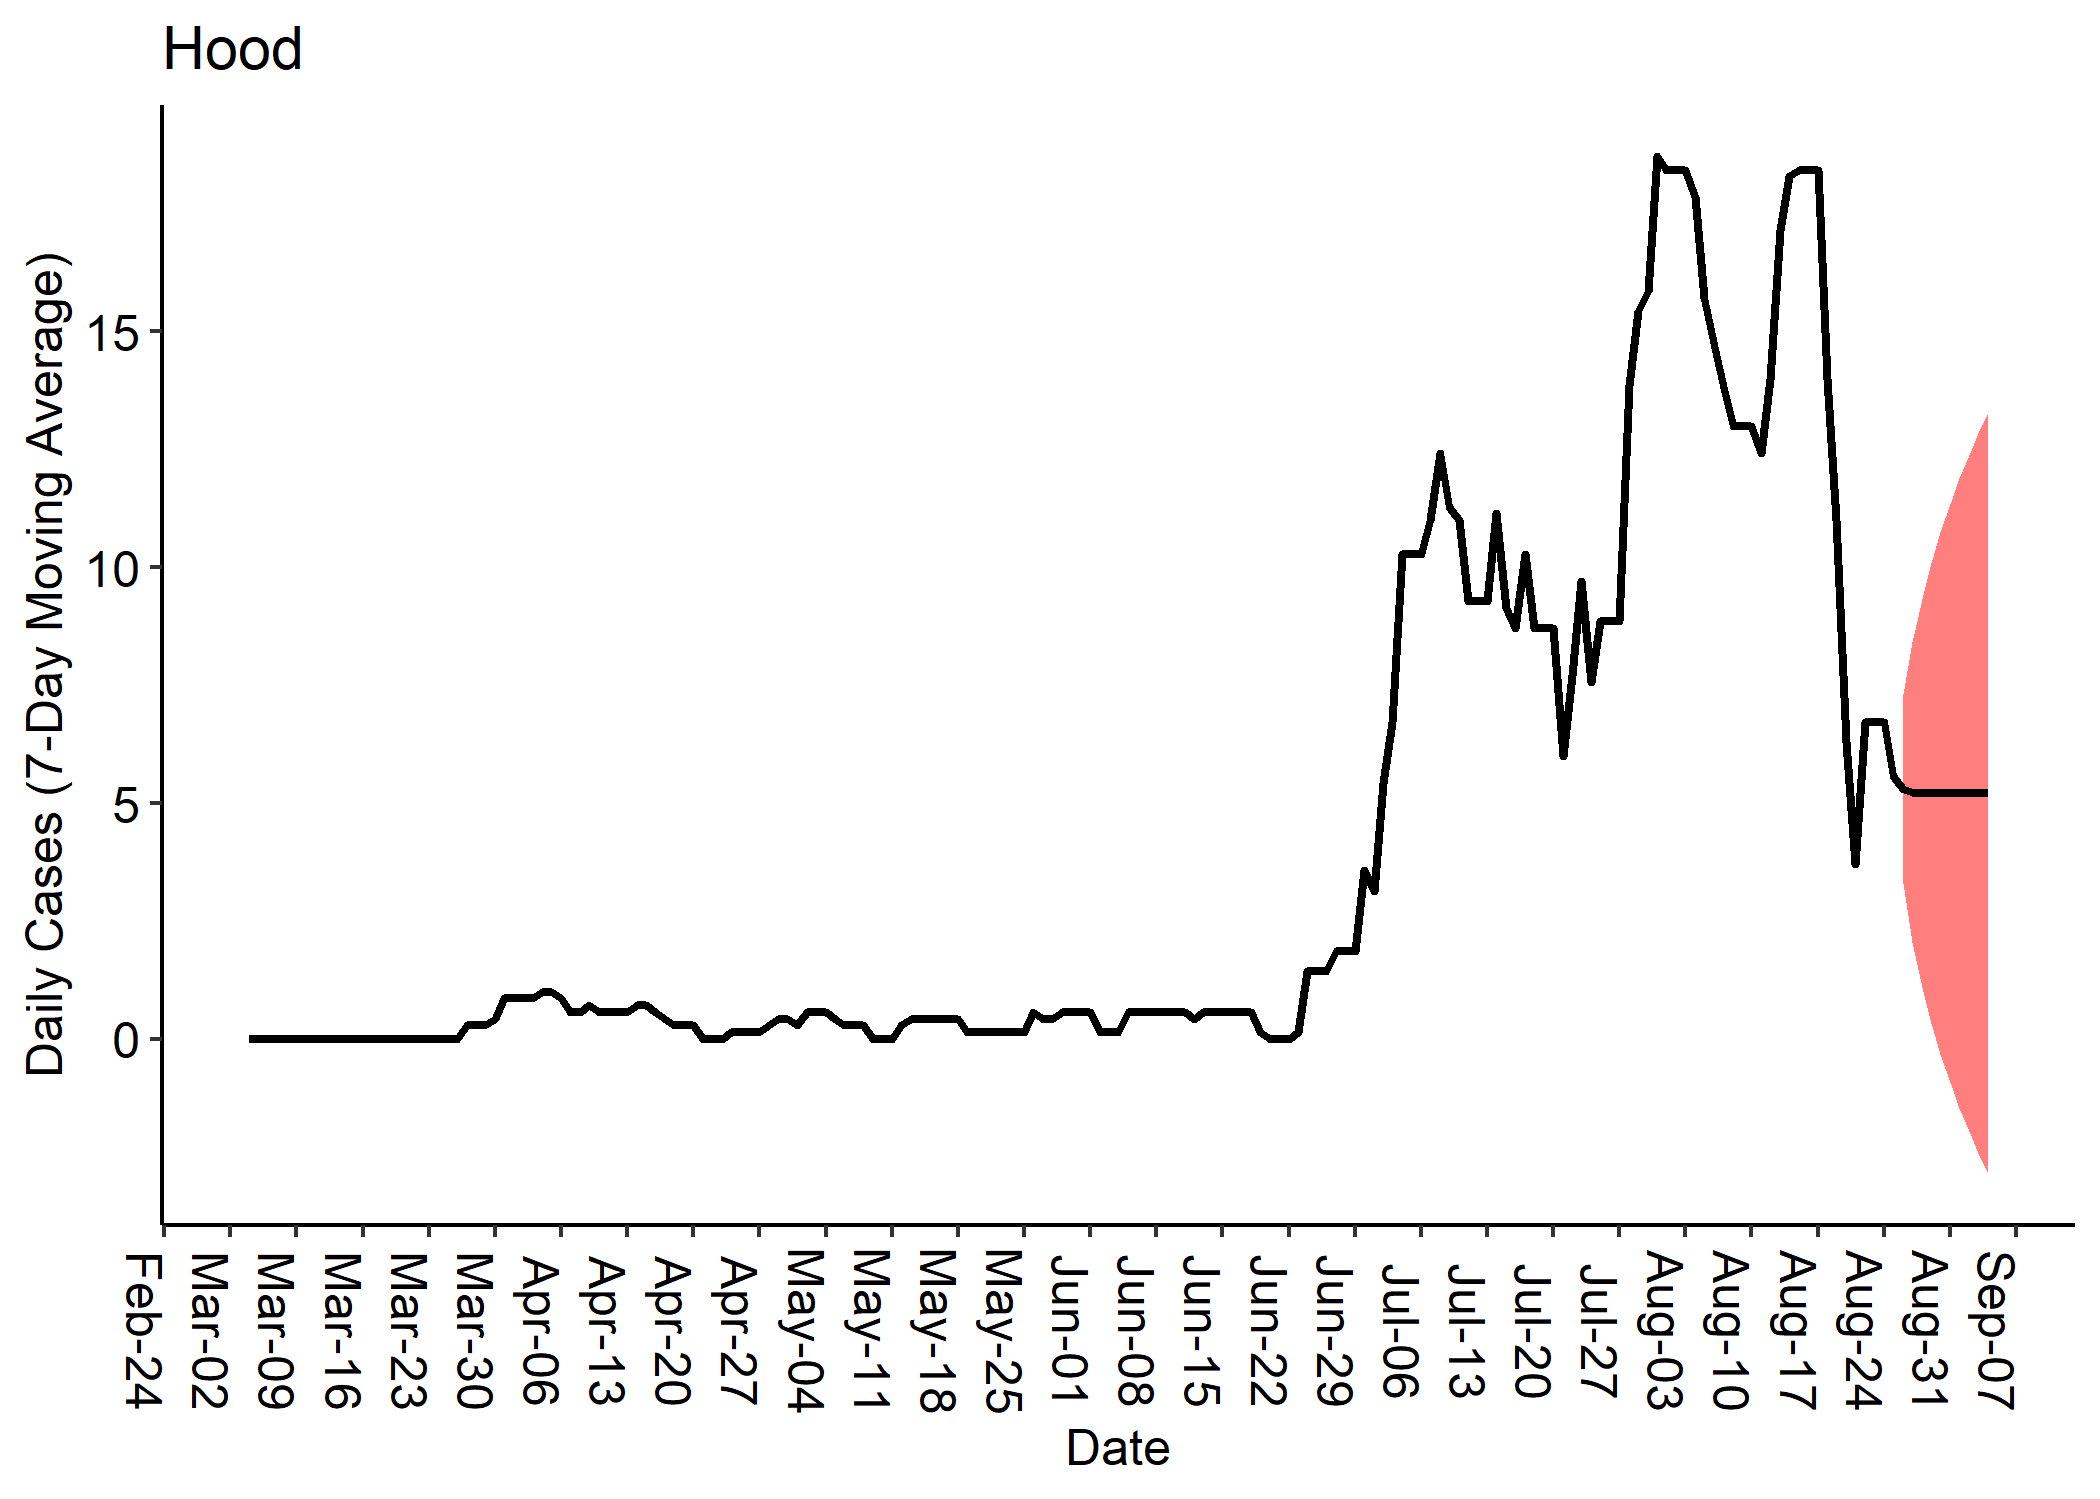 Hood
Daily Cases (7-Day Moving Average)
15
10
5
0
Feb-24
Mar-02
Mar-09
Mar-16
Mar-23
Mar-30
Apr-06
Apr-13
Apr-20
Apr-27
May-04
May-11
May-18
May-25
Jun-01
Jun-08
Jun-15
Jun-22
Jun-29
Jul-06
Jul-13
Jul-20
Jul-27
Aug-03
Aug-10
Aug-17
Aug-24
Aug-31
Sep-07
Date